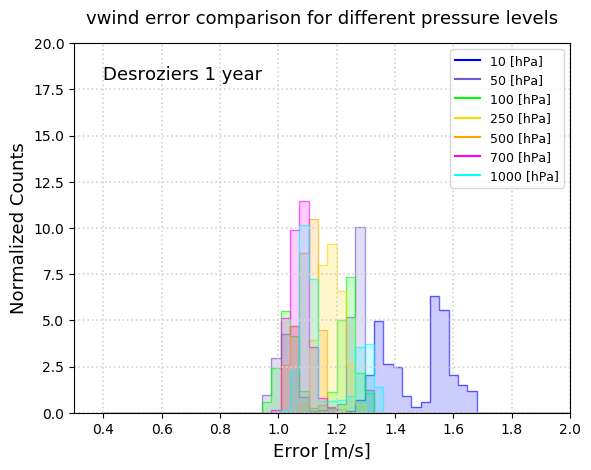 vwind error comparison for different pressure levels
20.0
17.5
15.0
12.5
10.0
7.5
5.0
2.5
0.0
Normalized Counts
Desroziers 1 year
10 [hPa]
50 [hPa]
100 [hPa]
250 [hPa]
500 [hPa]
700 [hPa]
1000 [hPa]
0.4 0.6 0.8 1.0 1.2 1.4 1.6 1.8 2.0
Error [m/s]